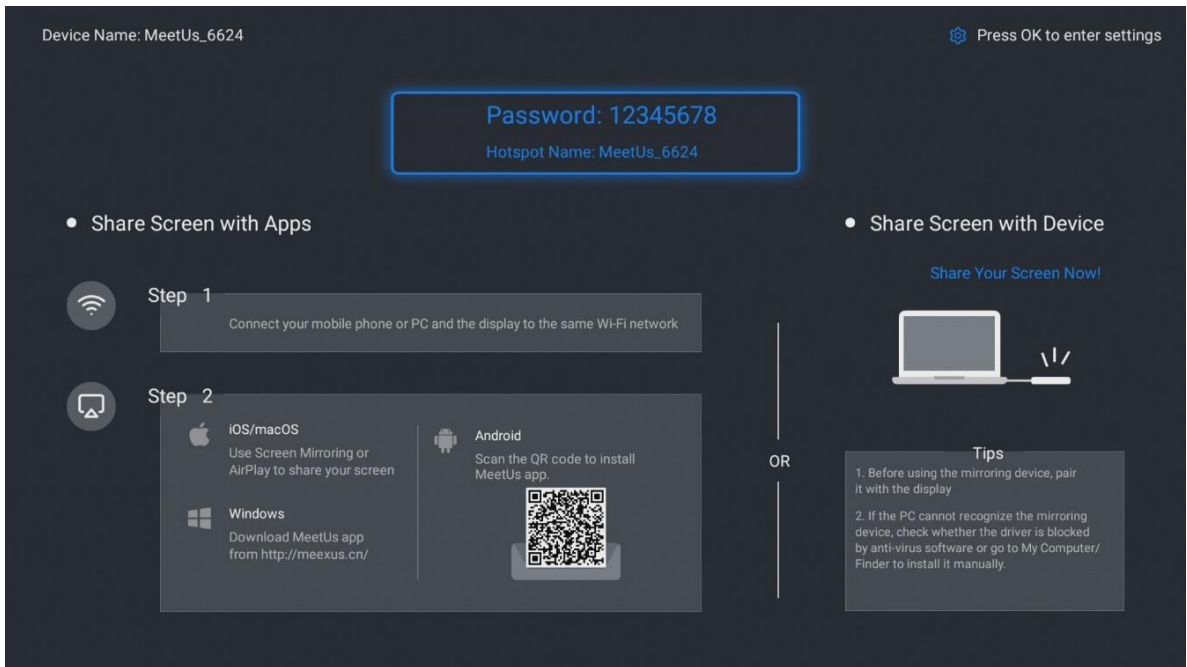 Device Name: MeetUs_6624
Press OK to enter settings
Password: 12345678
Hotspot Name: MeetUs_6624
Share Screen with Apps
Step 1
Connect your mobile phone or PC and the display to the same Wi-Fi network
Step 2
iOS/macOS
Use Screen Mirroring or
AirPlay to share your screen
Windows
Download MeetUs app
from http://meexus.cn/
Android
Scan the QR code to install
MeetUs app.
OR
Share Screen with Device
Share Your Screen Now!
Tips
1. Before using the mirroring device, pair
it with the display
2. If the PC cannot recognize the mirroring
device, check whether the driver is blocked
by anti-virus software or go to My Computer/
Finder to install it manually.